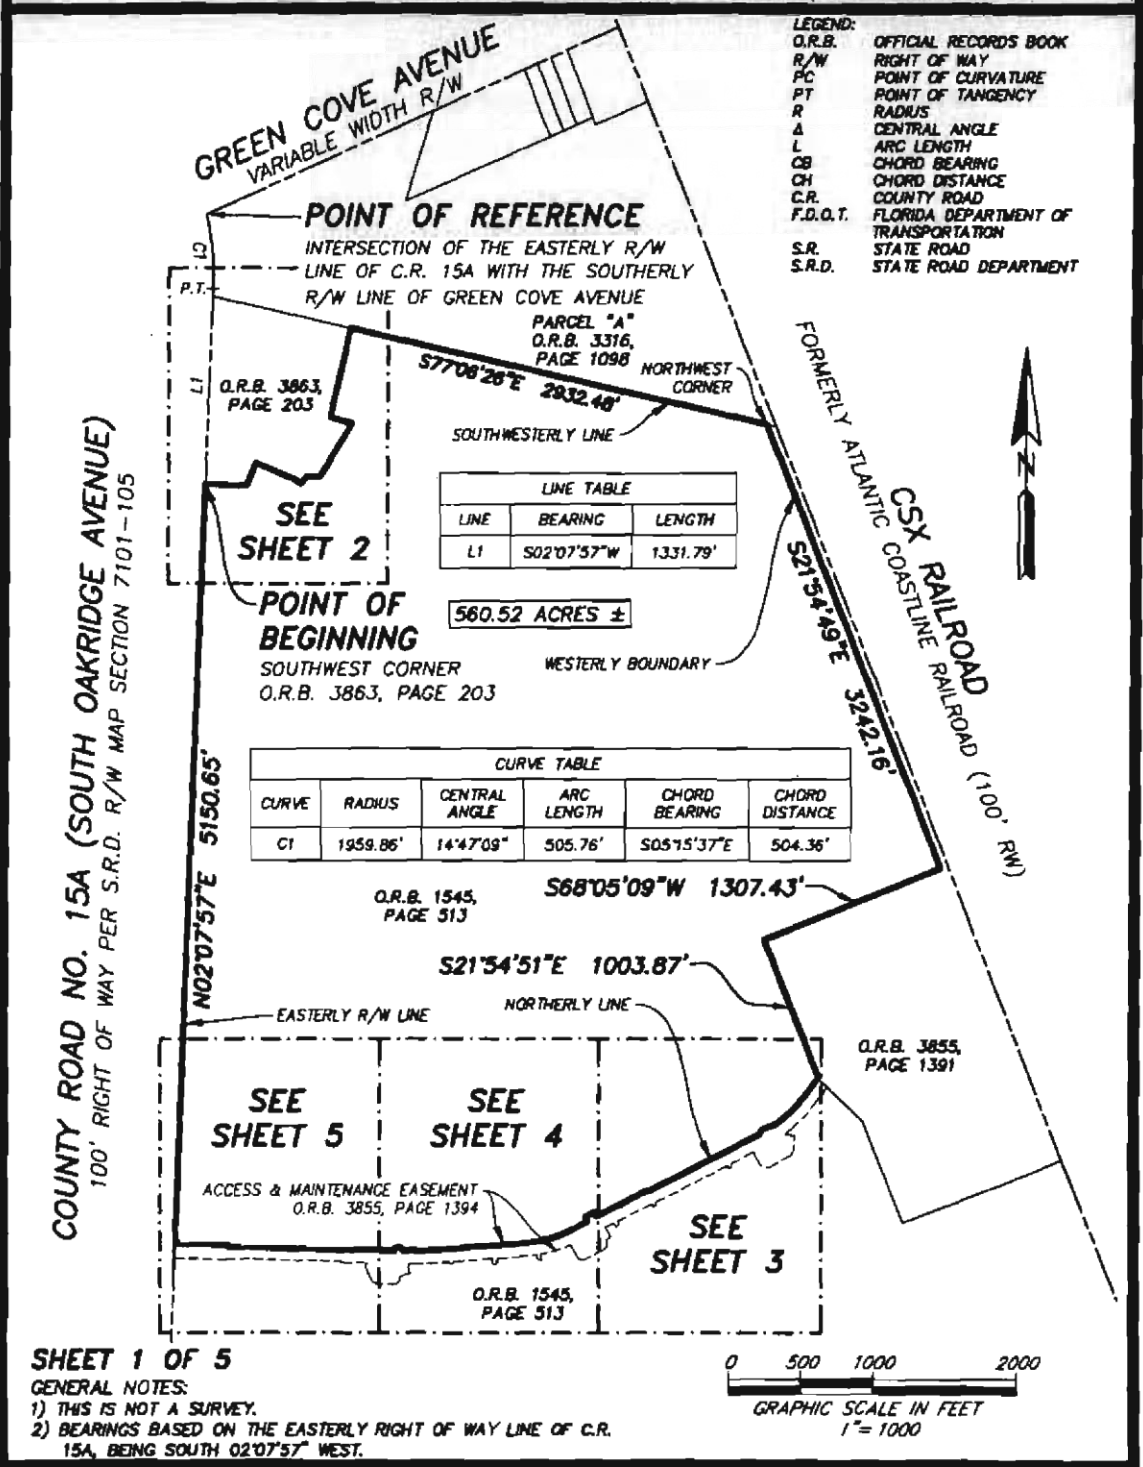 LEGEND:
O.R.B. OFFICIAL RECORDS BOOK
R/W RIGHT OF WAY
PC POINT OF CURVATURE
PT POINT OF TANGENCY
R RADIUS
Δ CENTRAL ANGLE
L ARC LENGTH
CB CHORD BEARING
CH CHORD DISTANCE
C.R. COUNTY ROAD
F.D.O.T. FLORIDA DEPARTMENT OF
TRANSPORTATION
S.R. STATE ROAD
S.R.D. STATE ROAD DEPARTMENT
GREEN COVE AVENUE
VARIABLE WIDTH R/W
POINT OF REFERENCE
INTERSECTION OF THE EASTERLY R/W
LINE OF C.R. 15A WITH THE SOUTHERLY
R/W LINE OF GREEN COVE AVENUE
C1
P.T.
L1
PARCEL "A"
O.R.B. 3316,
PAGE 1098
S77°08'26"E 2932.48'
NORTHWEST
CORNER
SOUTHWESTERLY LINE
O.R.B. 3863,
PAGE 203
SEE
SHEET 2
LINE TABLE
LINE BEARING LENGTH
L1 S02°07'57"W 1331.79'
560.52 ACRES ±
POINT OF
BEGINNING
SOUTHWEST CORNER
O.R.B. 3863, PAGE 203
WESTERLY BOUNDARY
S21°54'49"E 3242.16'
FORMERLY ATLANTIC COASTLINE RAILROAD (100' RW)
CSX RAILROAD
N
COUNTY ROAD NO. 15A (SOUTH OAKRIDGE AVENUE)
100' RIGHT OF WAY PER S.R.D. R/W MAP SECTION 7101-105
N02°07'57"E 5150.65'
CURVE TABLE
CURVE RADIUS CENTRAL ANGLE ARC LENGTH CHORD BEARING CHORD DISTANCE
C1 1959.86' 14°47'09" 505.76' S05°15'37"E 504.36'
O.R.B. 1545,
PAGE 513
S68°05'09"W 1307.43'
S21°54'51"E 1003.87'
NORTHERLY LINE
EASTERLY R/W LINE
O.R.B. 3855,
PAGE 1391
SEE
SHEET 5
SEE
SHEET 4
ACCESS & MAINTENANCE EASEMENT
O.R.B. 3855, PAGE 1394
SEE
SHEET 3
O.R.B. 1545,
PAGE 513
SHEET 1 OF 5
GENERAL NOTES:
1) THIS IS NOT A SURVEY.
2) BEARINGS BASED ON THE EASTERLY RIGHT OF WAY LINE OF C.R.
15A, BEING SOUTH 02°07'57" WEST.
0 500 1000 2000
GRAPHIC SCALE IN FEET
1"= 1000